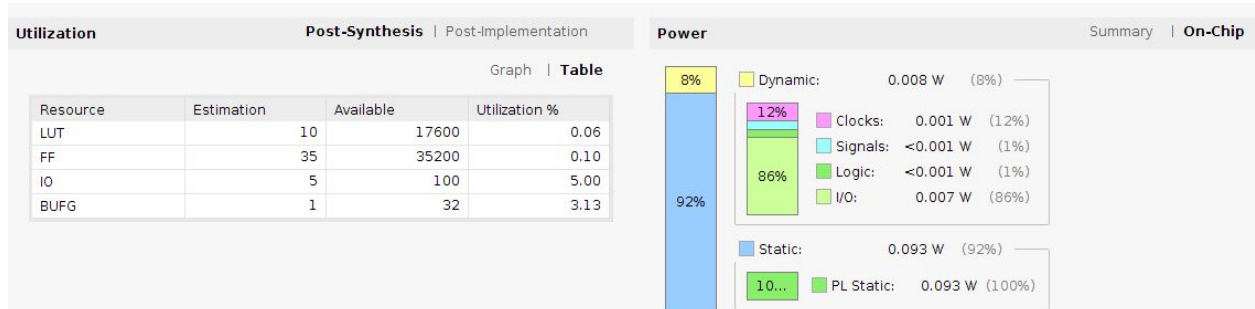 Utilization
Post-Synthesis | Post-Implementation
Graph | Table
Resource Estimation Available Utilization %
LUT 10 17600 0.06
FF 35 35200 0.10
IO 5 100 5.00
BUFG 1 32 3.13
Power
Summary | On-Chip
8%
92%
Dynamic: 0.008 W (8%)
12%
86%
Clocks: 0.001 W (12%)
Signals: <0.001 W (1%)
Logic: <0.001 W (1%)
I/O: 0.007 W (86%)
Static: 0.093 W (92%)
10...
PL Static: 0.093 W (100%)